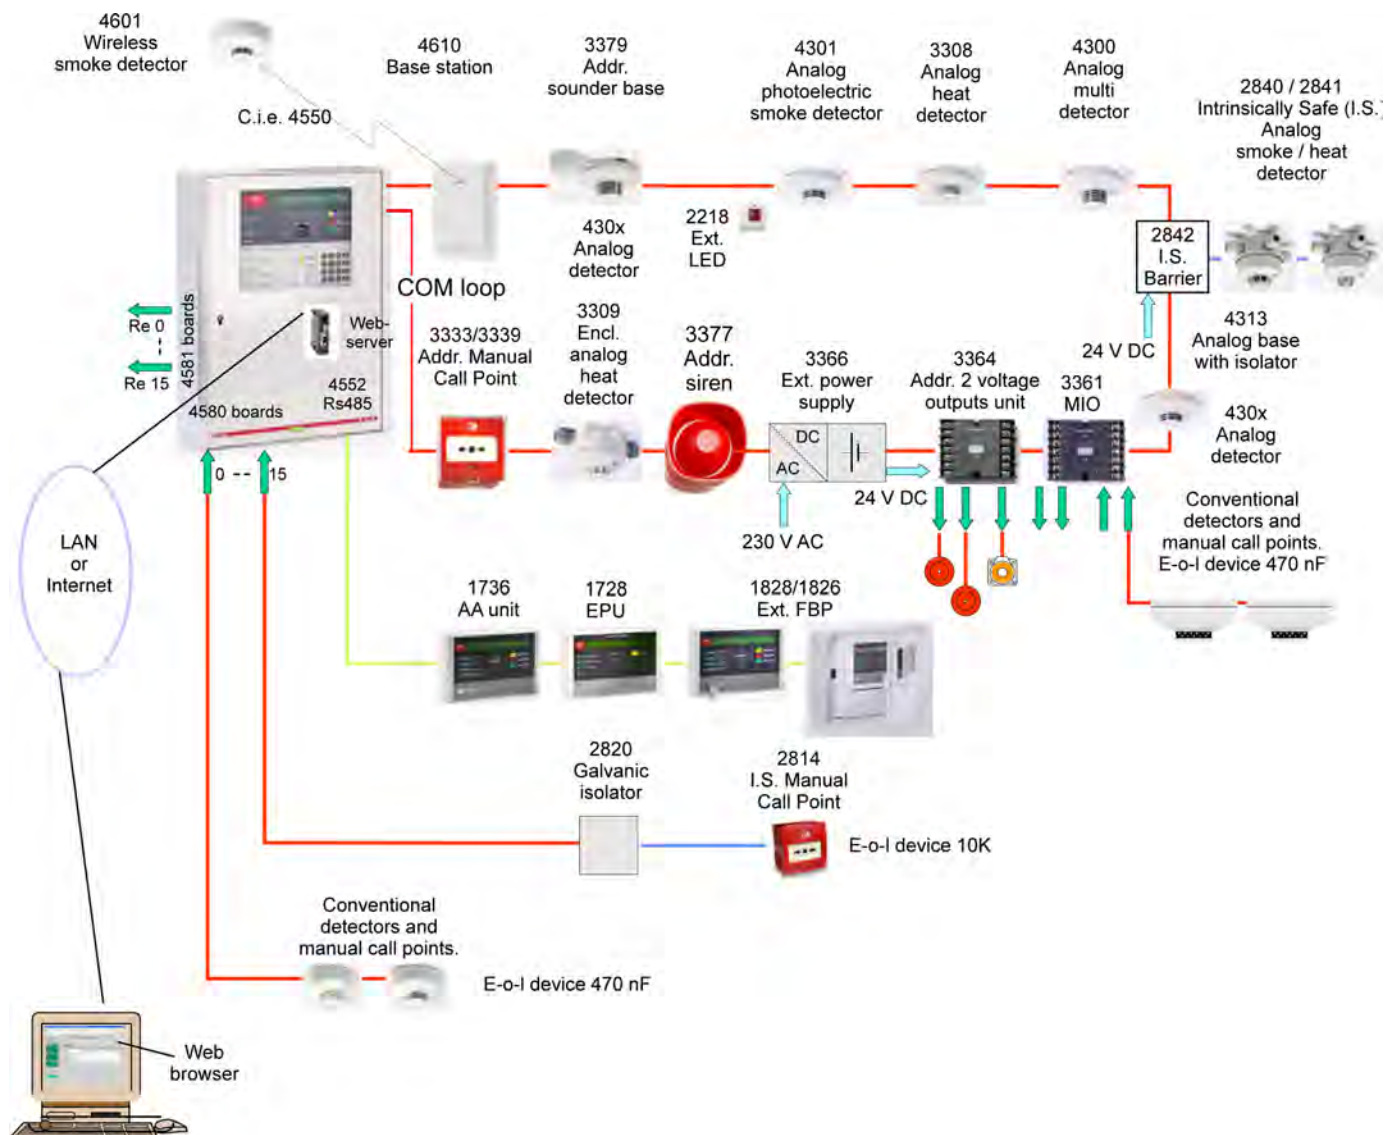 4601
Wireless
smoke detector
4610
Base station
3379
Addr.
sounder base
4301
Analog
photoelectric
smoke detector
3308
Analog
heat
detector
4300
Analog
multi
detector
2840 / 2841
Intrinsically Safe (I.S.)
Analog
smoke / heat
detector
C.i.e. 4550
430x
Analog
detector
2218
Ext.
LED
2842
I.S.
Barrier
COM loop
Re 0
Re 15
4581 boards
Web-
server
4552
Rs485
4580 boards
0 -- 15
3333/3339
Addr. Manual
Call Point
3309
Encl.
analog
heat
detector
3377
Addr.
siren
3366
Ext. power
supply
DC
AC
3364
Addr. 2 voltage
outputs unit
3361
MIO
24 V DC
4313
Analog base
with isolator
430x
Analog
detector
24 V DC
230 V AC
Conventional
detectors and
manual call points.
E-o-l device 470 nF
LAN
or
Internet
1736
AA unit
1728
EPU
1828/1826
Ext. FBP
2820
Galvanic
isolator
2814
I.S. Manual
Call Point
E-o-l device 10K
Conventional
detectors and
manual call points.
E-o-l device 470 nF
Web
browser